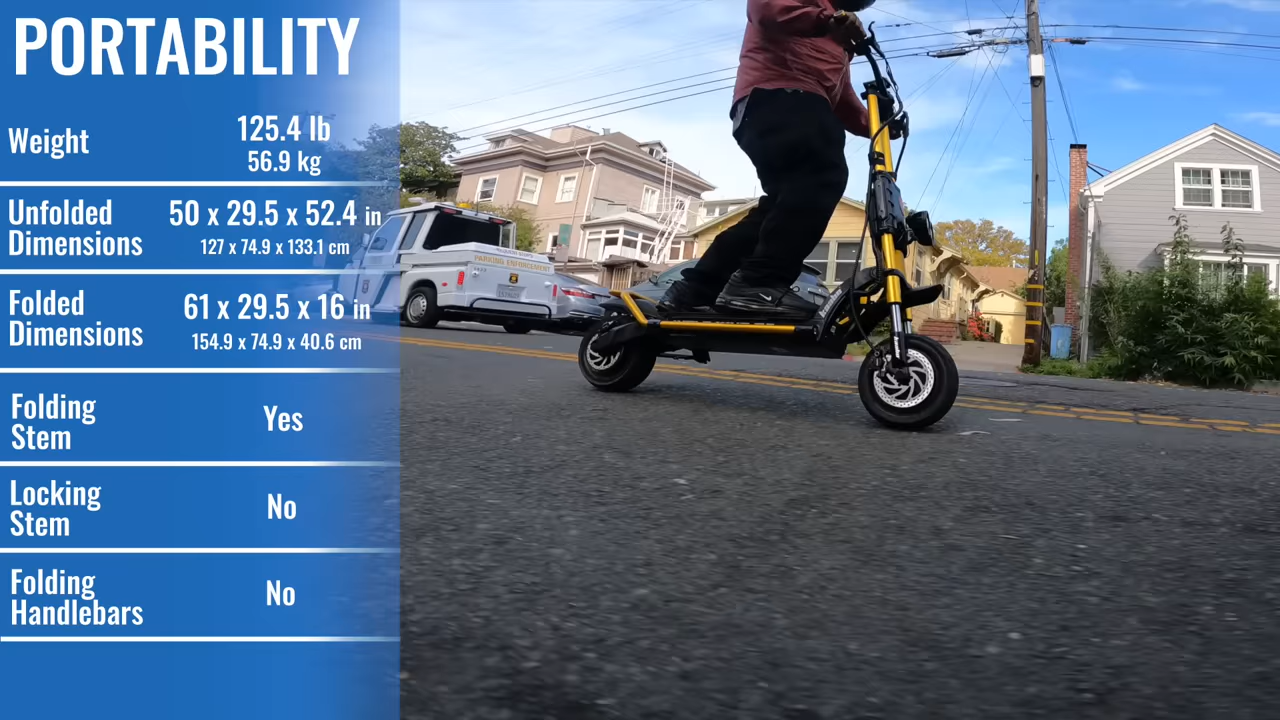 PORTABILITY
Weight
125.4 lb
56.9 kg
Unfolded
Dimensions
50 x 29.5 x 52.4 in
127 x 74.9 x 133.1 cm
Folded
Dimensions
61 x 29.5 x 16 in
154.9 x 74.9 x 40.6 cm
Folding
Stem
Yes
Locking
Stem
No
Folding
Handlebars
No
PARKING ENFORCEMENT